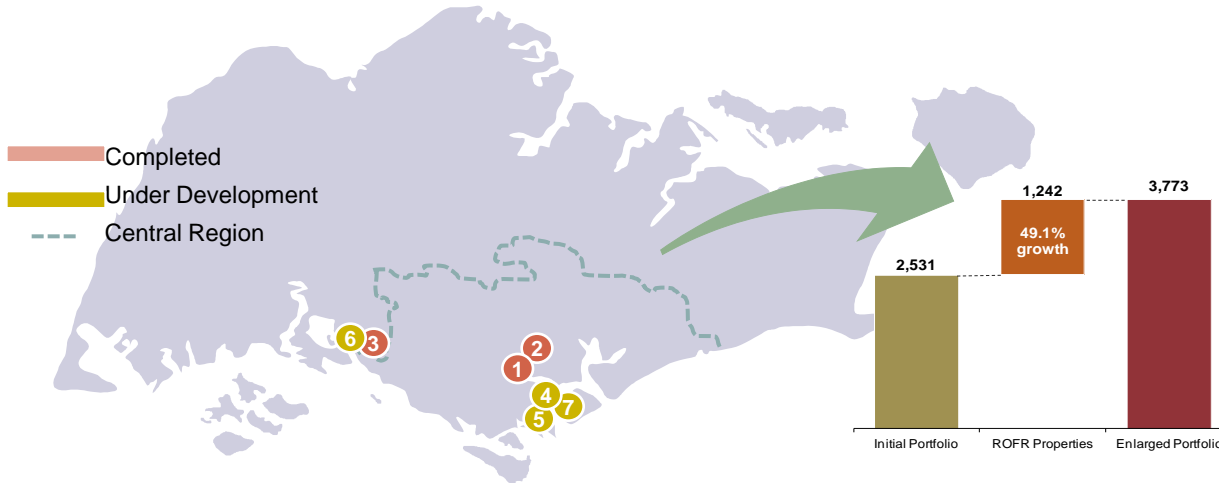 Completed
Under Development
Central Region
6
3
2
1
4
7
5
1,242
3,773
49.1%
growth
2,531
Initial Portfolio
ROFR Properties
Enlarged Portfolio